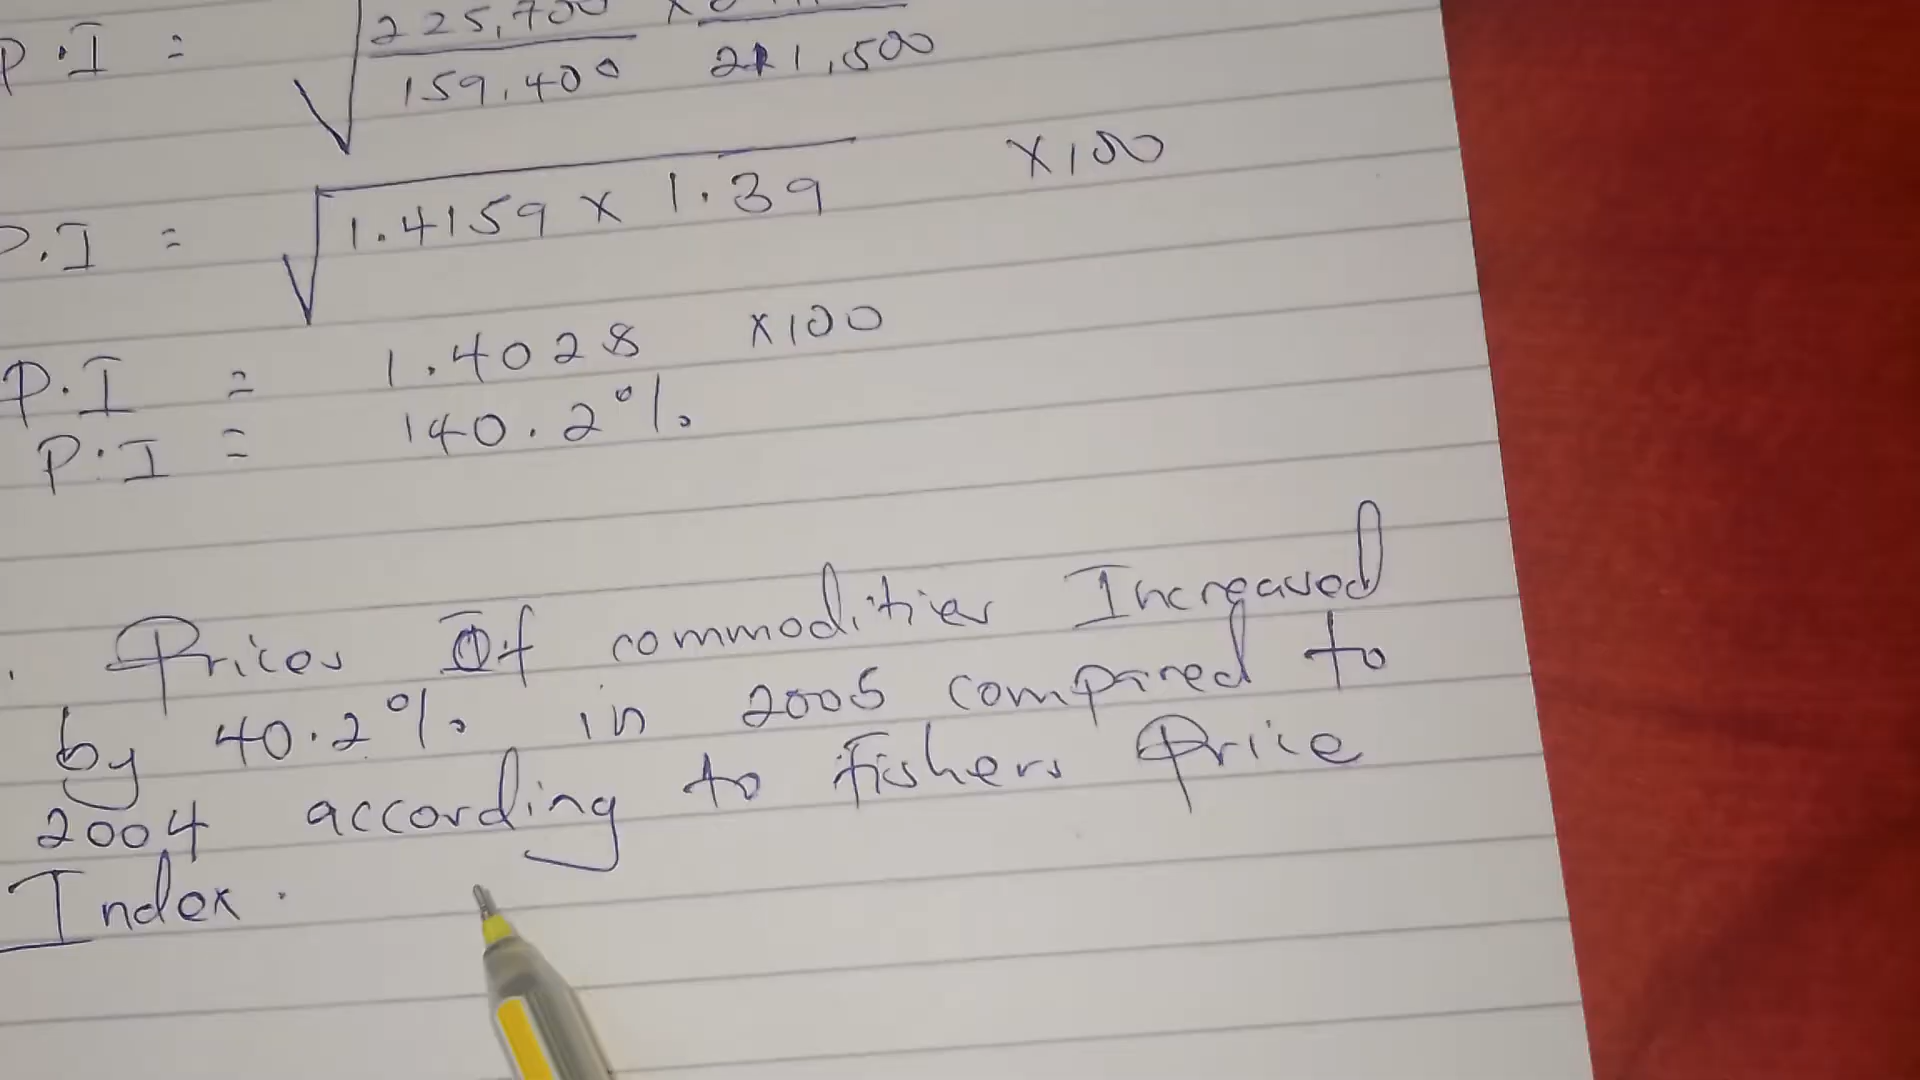 P.I = √ 225,700 x
159,400 211,500
P.I = √ 1.4159 x 1.39 x100
P.I = 1.4028 x100
P.I = 140.2%
Prices Of commodities Increased
by 40.2% in 2005 compared to
2004 according to fishers Price
Index.